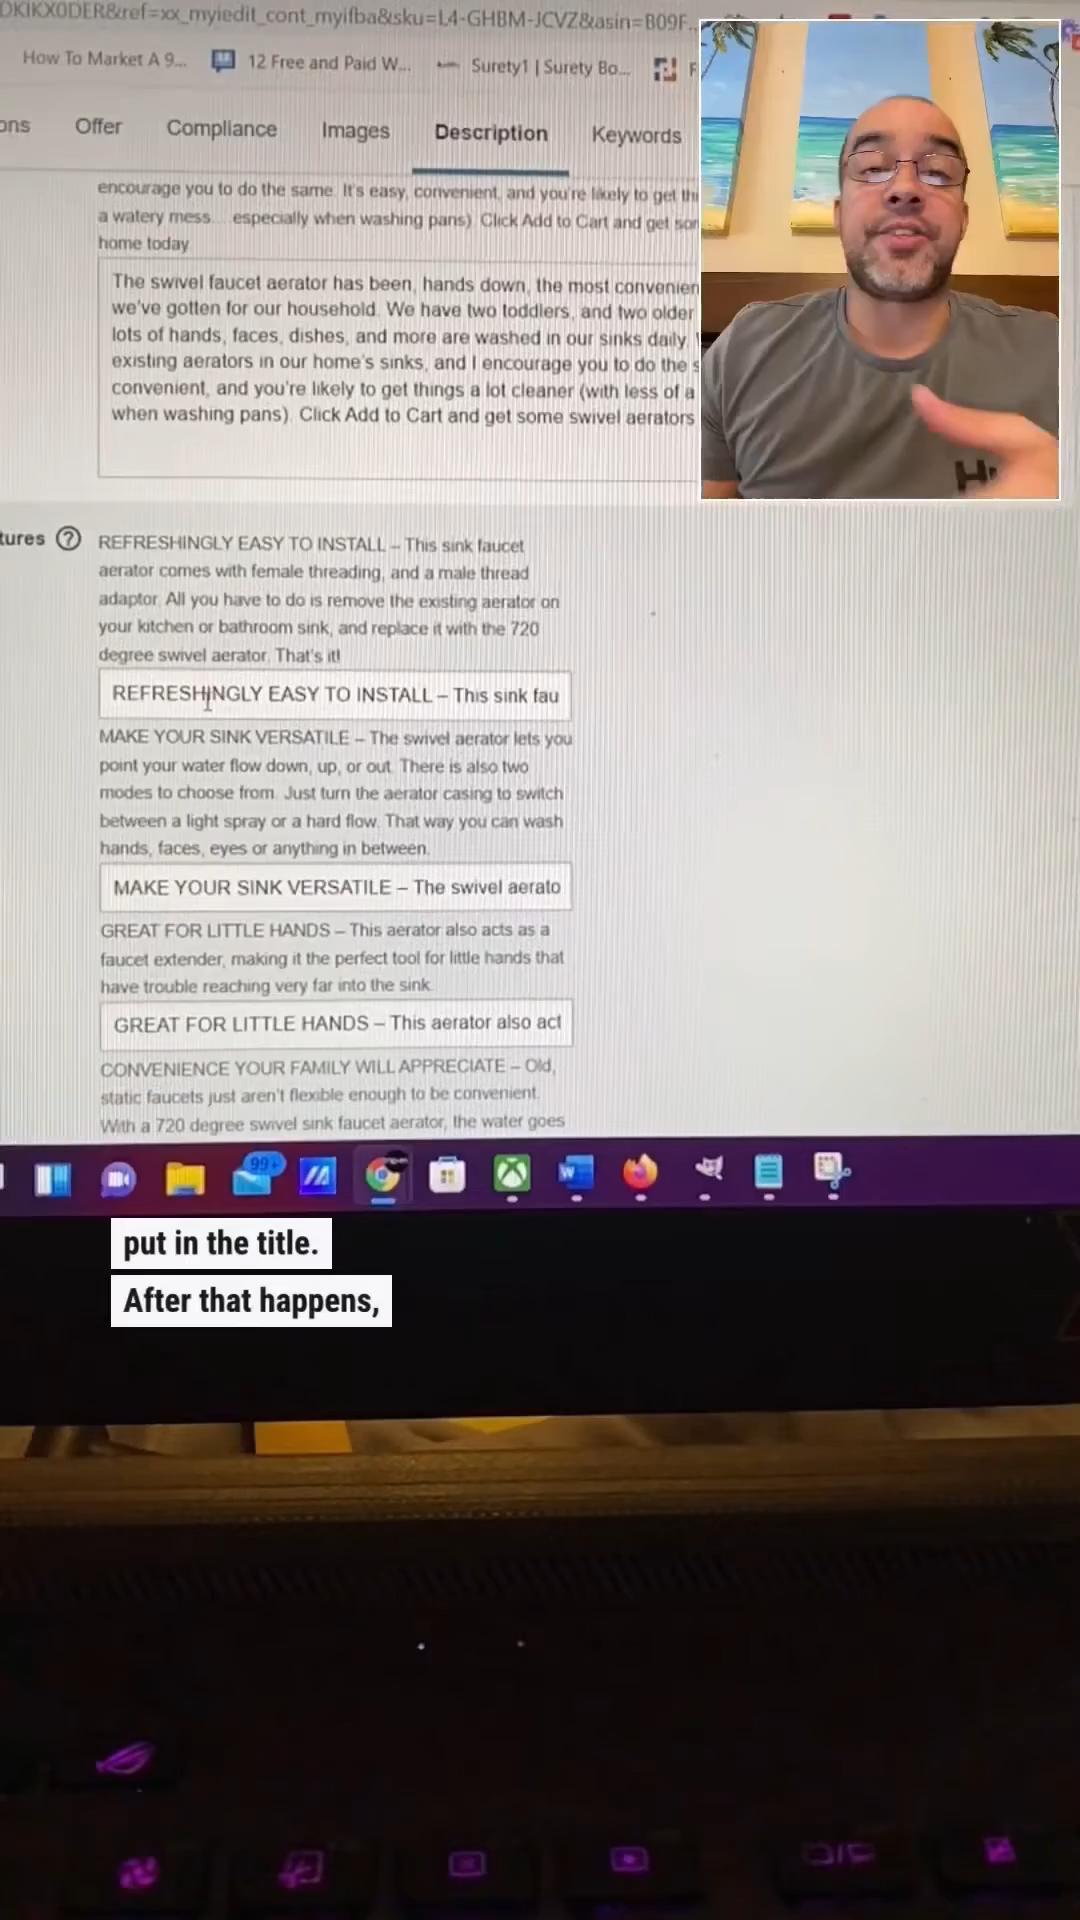 DKIKX0DER&ref=xx_myiedit_cont_myifba&sku=L4-GHBM-JCVZ&asin=B09F...
How To Market A 9...
12 Free and Paid W...
Surety1 | Surety Bo...
F
ons
Offer
Compliance
Images
Description
Keywords
encourage you to do the same. It's easy, convenient, and you're likely to get thi
a watery mess... especially when washing pans). Click Add to Cart and get som
home today
The swivel faucet aerator has been, hands down, the most convenien
we've gotten for our household. We have two toddlers, and two older
lots of hands, faces, dishes, and more are washed in our sinks daily.
existing aerators in our home's sinks, and I encourage you to do the s
convenient, and you're likely to get things a lot cleaner (with less of a
when washing pans). Click Add to Cart and get some swivel aerators
tures ?
REFRESHINGLY EASY TO INSTALL – This sink faucet
aerator comes with female threading, and a male thread
adaptor. All you have to do is remove the existing aerator on
your kitchen or bathroom sink, and replace it with the 720
degree swivel aerator. That's it!
REFRESHINGLY EASY TO INSTALL – This sink fau
MAKE YOUR SINK VERSATILE – The swivel aerator lets you
point your water flow down, up, or out. There is also two
modes to choose from. Just turn the aerator casing to switch
between a light spray or a hard flow. That way you can wash
hands, faces, eyes or anything in between.
MAKE YOUR SINK VERSATILE – The swivel aerato
GREAT FOR LITTLE HANDS – This aerator also acts as a
faucet extender, making it the perfect tool for little hands that
have trouble reaching very far into the sink.
GREAT FOR LITTLE HANDS – This aerator also act
CONVENIENCE YOUR FAMILY WILL APPRECIATE – Old,
static faucets just aren't flexible enough to be convenient.
With a 720 degree swivel sink faucet aerator, the water goes
99+
W
put in the title.
After that happens,